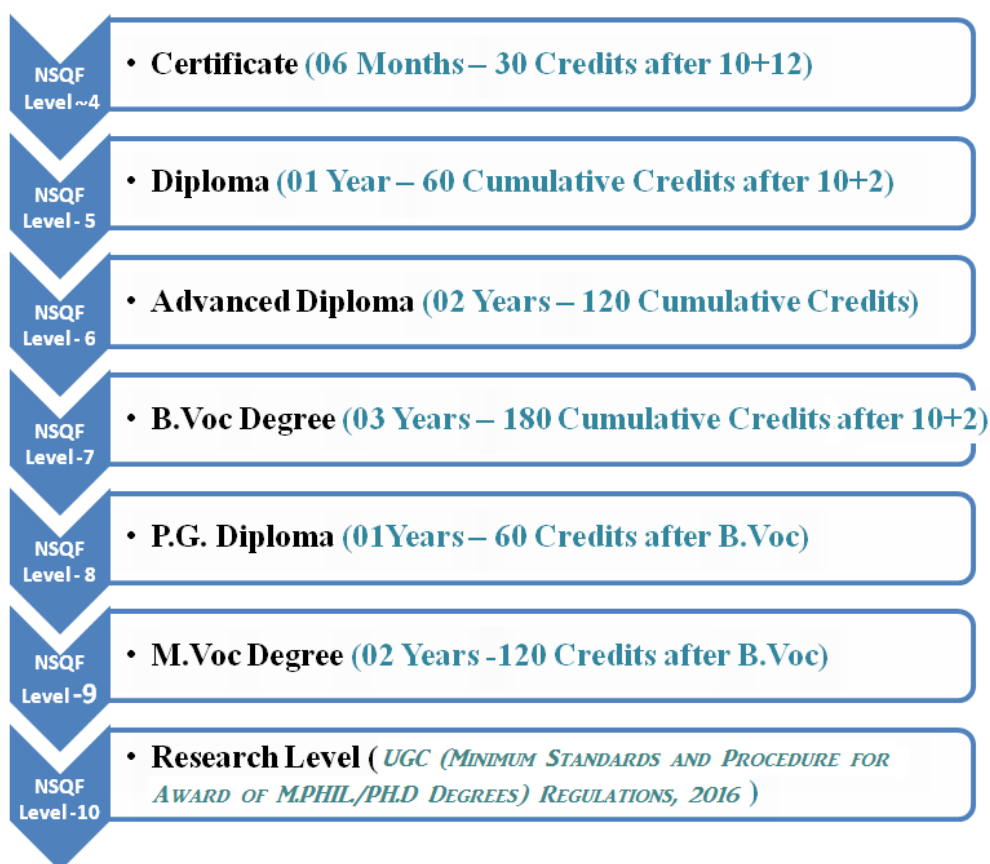 NSQF
Level~4
• Certificate (06 Months – 30 Credits after 10+12)
NSQF
Level - 5
• Diploma (01 Year – 60 Cumulative Credits after 10+2)
NSQF
Level - 6
• Advanced Diploma (02 Years – 120 Cumulative Credits)
NSQF
Level -7
• B.Voc Degree (03 Years – 180 Cumulative Credits after 10+2)
NSQF
Level - 8
• P.G. Diploma (01Years – 60 Credits after B.Voc)
NSQF
Level -9
• M.Voc Degree (02 Years -120 Credits after B.Voc)
NSQF
Level -10
• Research Level ( UGC (MINIMUM STANDARDS AND PROCEDURE FOR
AWARD OF M.PHIL./PH.D DEGREES) REGULATIONS, 2016 )